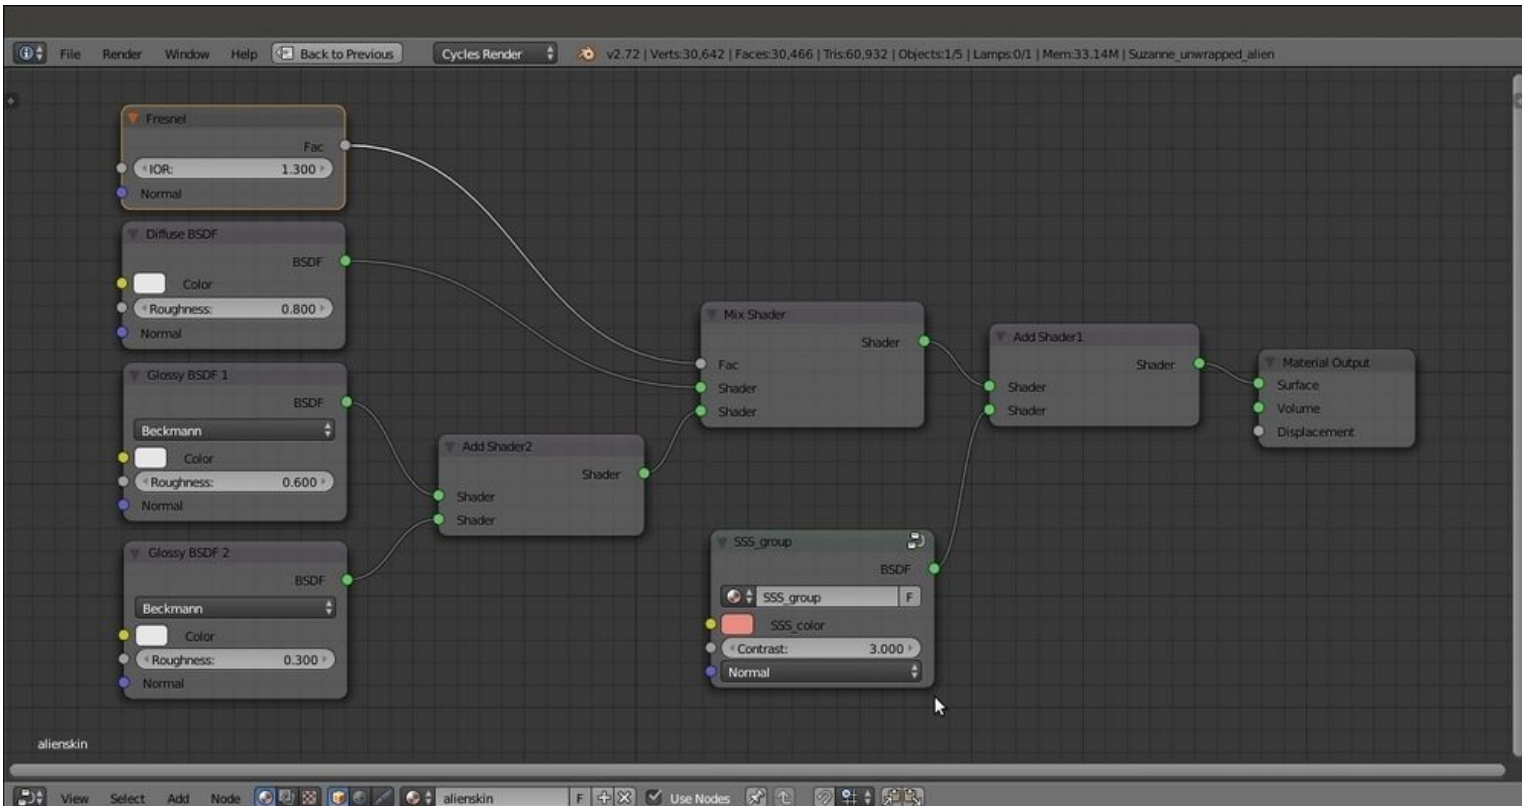 File Render Window Help Back to Previous Cycles Render v2.72 | Verts:30,642 | Faces:30,466 | Tris:60,932 | Objects:1/5 | Lamps:0/1 | Mem:33.14M | Suzanne_unwrapped_alien
Fresnel
Fac
IOR: 1.300
Normal
Diffuse BSDF
BSDF
Color
Roughness: 0.800
Normal
Glossy BSDF 1
BSDF
Beckmann
Color
Roughness: 0.600
Normal
Glossy BSDF 2
BSDF
Beckmann
Color
Roughness: 0.300
Normal
Add Shader2
Shader
Shader
Shader
Mix Shader
Shader
Fac
Shader
Shader
SSS_group
BSDF
SSS_group F
SSS_color
Contrast: 3.000
Normal
Add Shader1
Shader
Shader
Shader
Material Output
Surface
Volume
Displacement
alienskin
View Select Add Node alienskin F Use Nodes